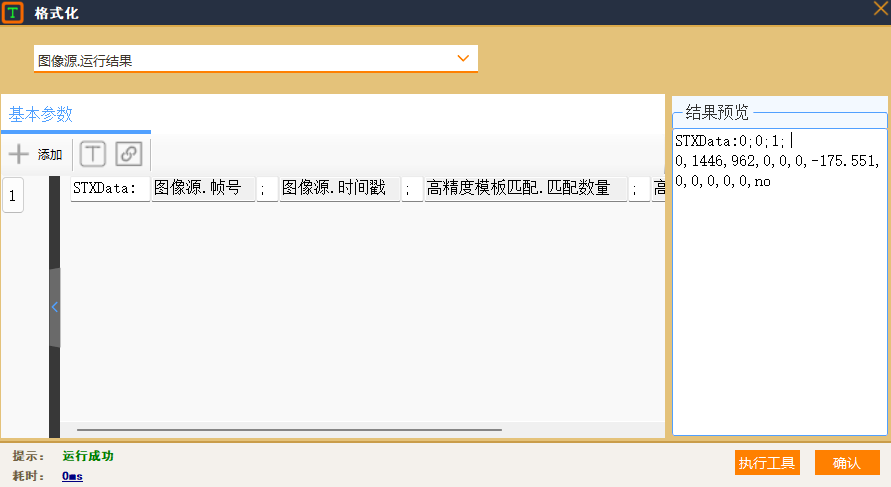 T 格式化
图像源.运行结果
基本参数
添加 T
1
STXData: 图像源.帧号 ; 图像源.时间戳 ; 高精度模板匹配.匹配数量 ; 高
结果预览
STXData:0;0;1;
0,1446,962,0,0,0,-175.551,
0,0,0,0,0,no
提示: 运行成功
耗时: 0ms
执行工具 确认